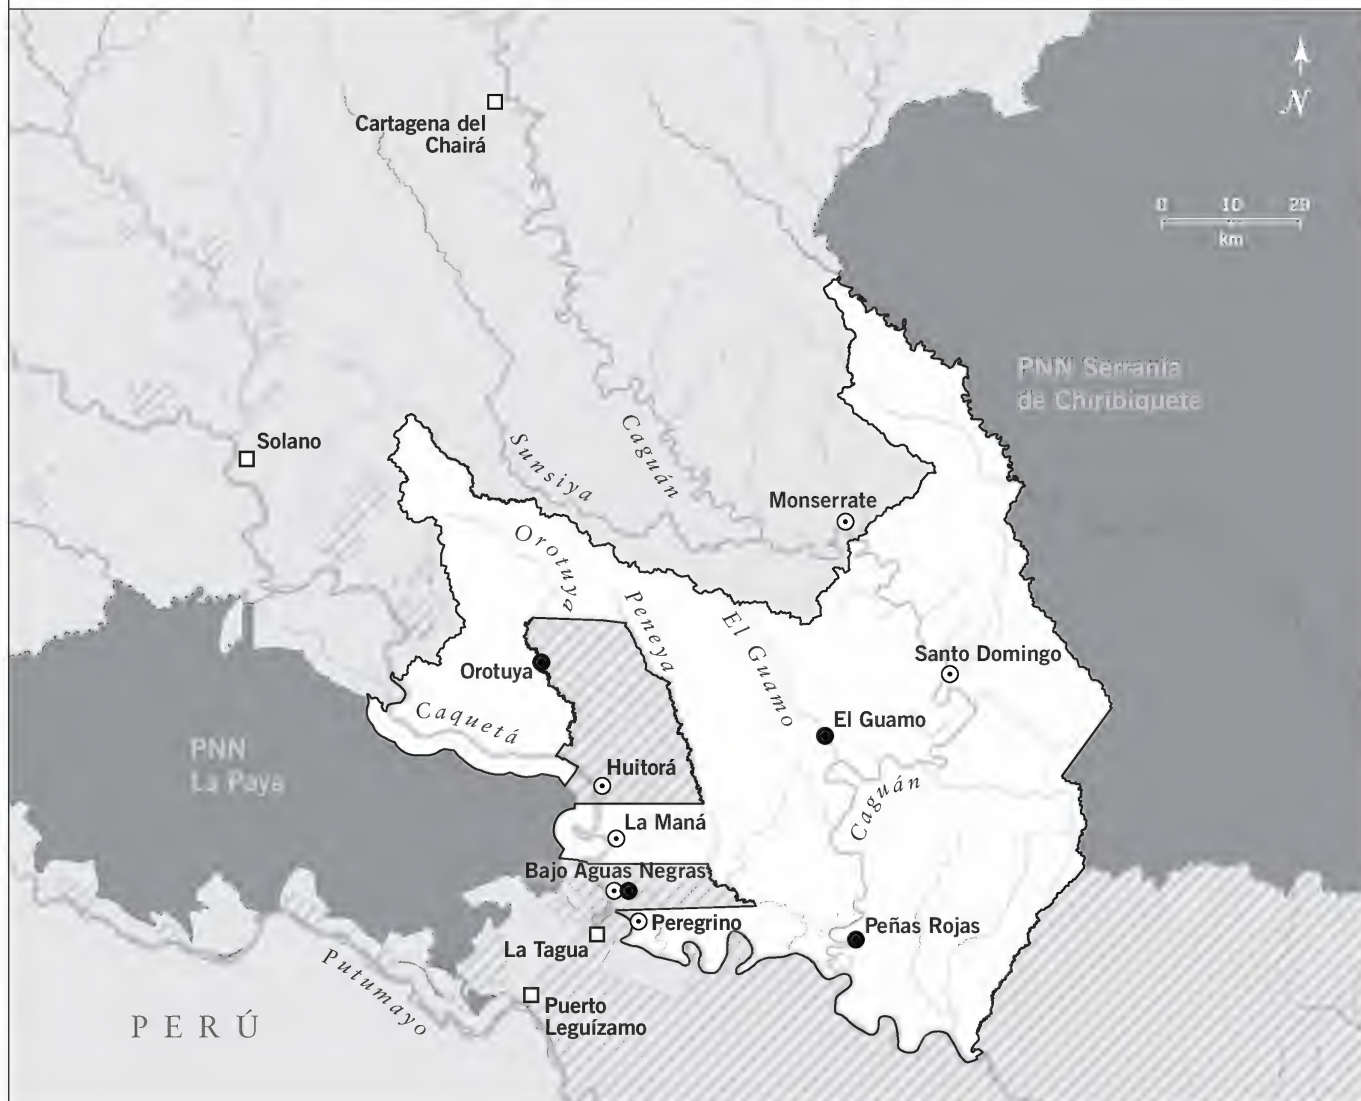 N
Cartagena del
Chairá
0 10 20
km
PNN Serranía
de Chiribiquete
Solano
Sunsiya
Caguán
Monserrate
Orotuya
Peneya
El Guamo
Santo Domingo
Orotuya
Caquetá
El Guamo
PNN
La Paya
Huitorá
Caguán
La Maná
Bajo Aguas Negras
Peregrino
Peñas Rojas
La Tagua
Putumayo
Puerto
Leguízamo
PERÚ